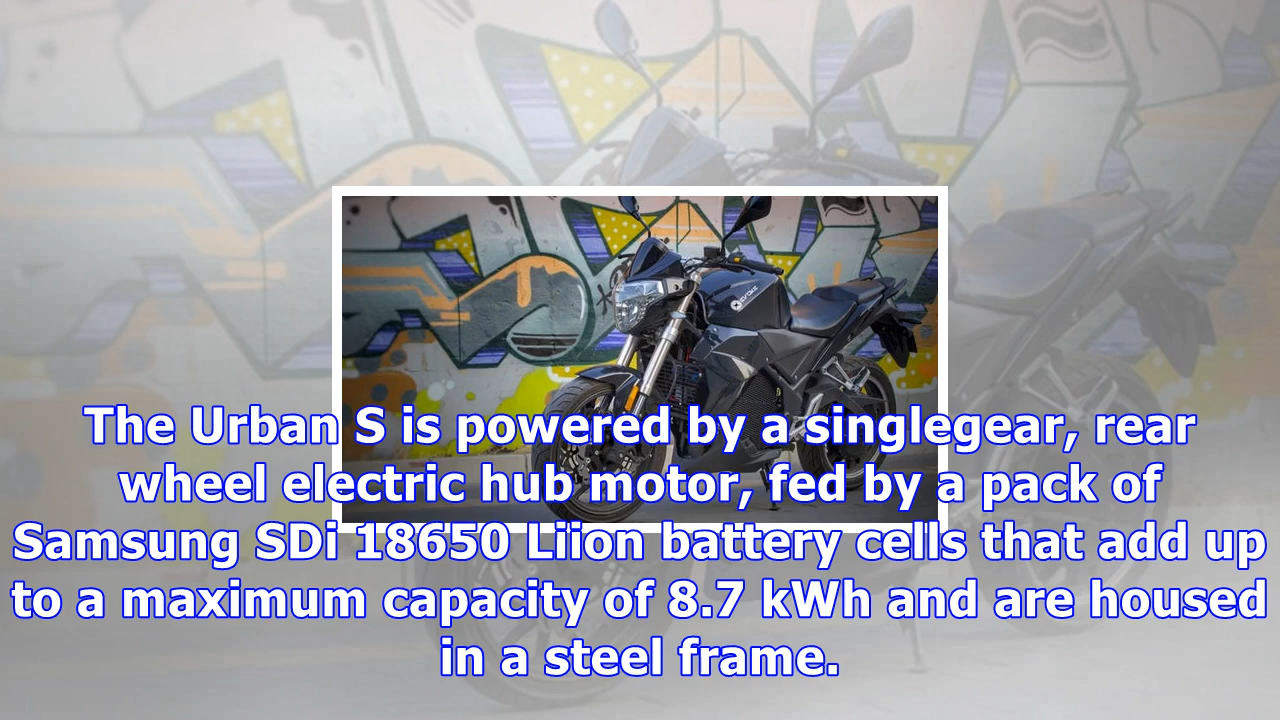 The Urban S is powered by a singlegear, rear
wheel electric hub motor, fed by a pack of
Samsung SDi 18650 Liion battery cells that add up
to a maximum capacity of 8.7 kWh and are housed
in a steel frame.